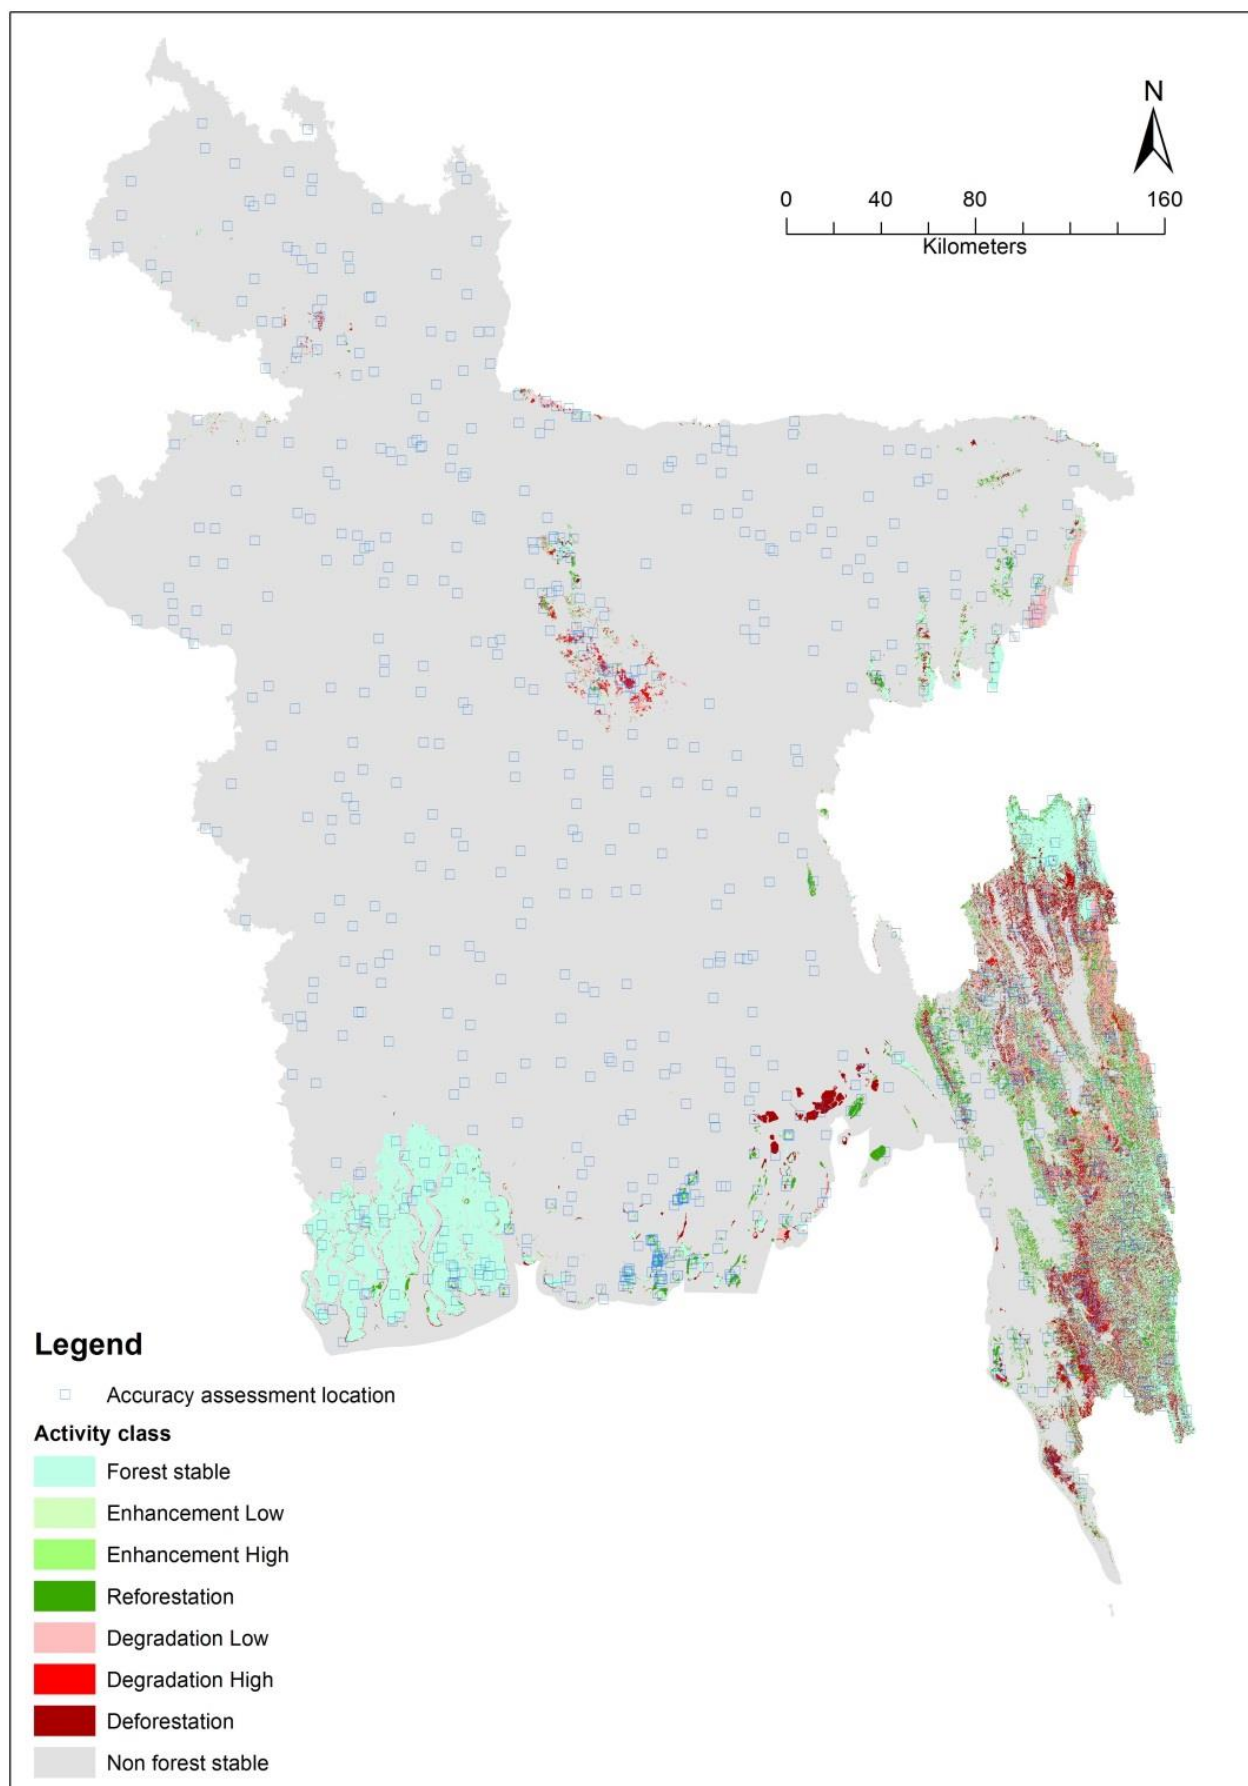 N
0 40 80 160
Kilometers
Legend
Accuracy assessment location
Activity class
Forest stable
Enhancement Low
Enhancement High
Reforestation
Degradation Low
Degradation High
Deforestation
Non forest stable